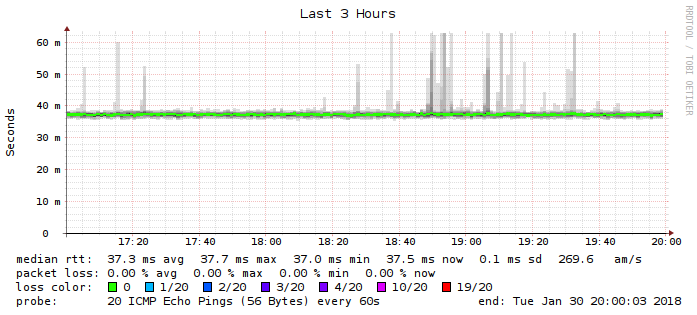 Last 3 Hours
RRDTOOL / TOBI OETIKER
Seconds
60 m
50 m
40 m
30 m
20 m
10 m
0
17:20 17:40 18:00 18:20 18:40 19:00 19:20 19:40 20:00
median rtt: 37.3 ms avg 37.7 ms max 37.0 ms min 37.5 ms now 0.1 ms sd 269.6 am/s
packet loss: 0.00 % avg 0.00 % max 0.00 % min 0.00 % now
loss color: 0 1/20 2/20 3/20 4/20 10/20 19/20
probe: 20 ICMP Echo Pings (56 Bytes) every 60s end: Tue Jan 30 20:00:03 2018